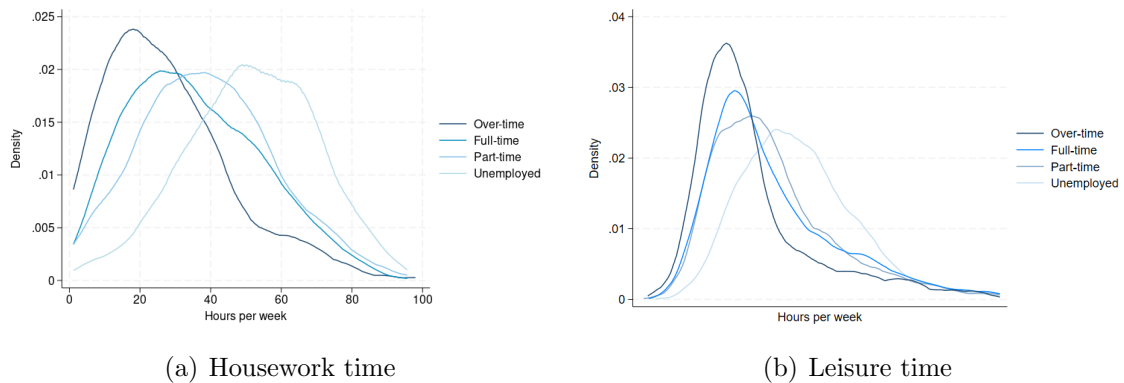 .025
.02
.015
.01
.005
0
Density
0 20 40 60 80 100
Hours per week
Over-time
Full-time
Part-time
Unemployed
(a) Housework time
.04
.03
.02
.01
0
Density
Hours per week
Over-time
Full-time
Part-time
Unemployed
(b) Leisure time